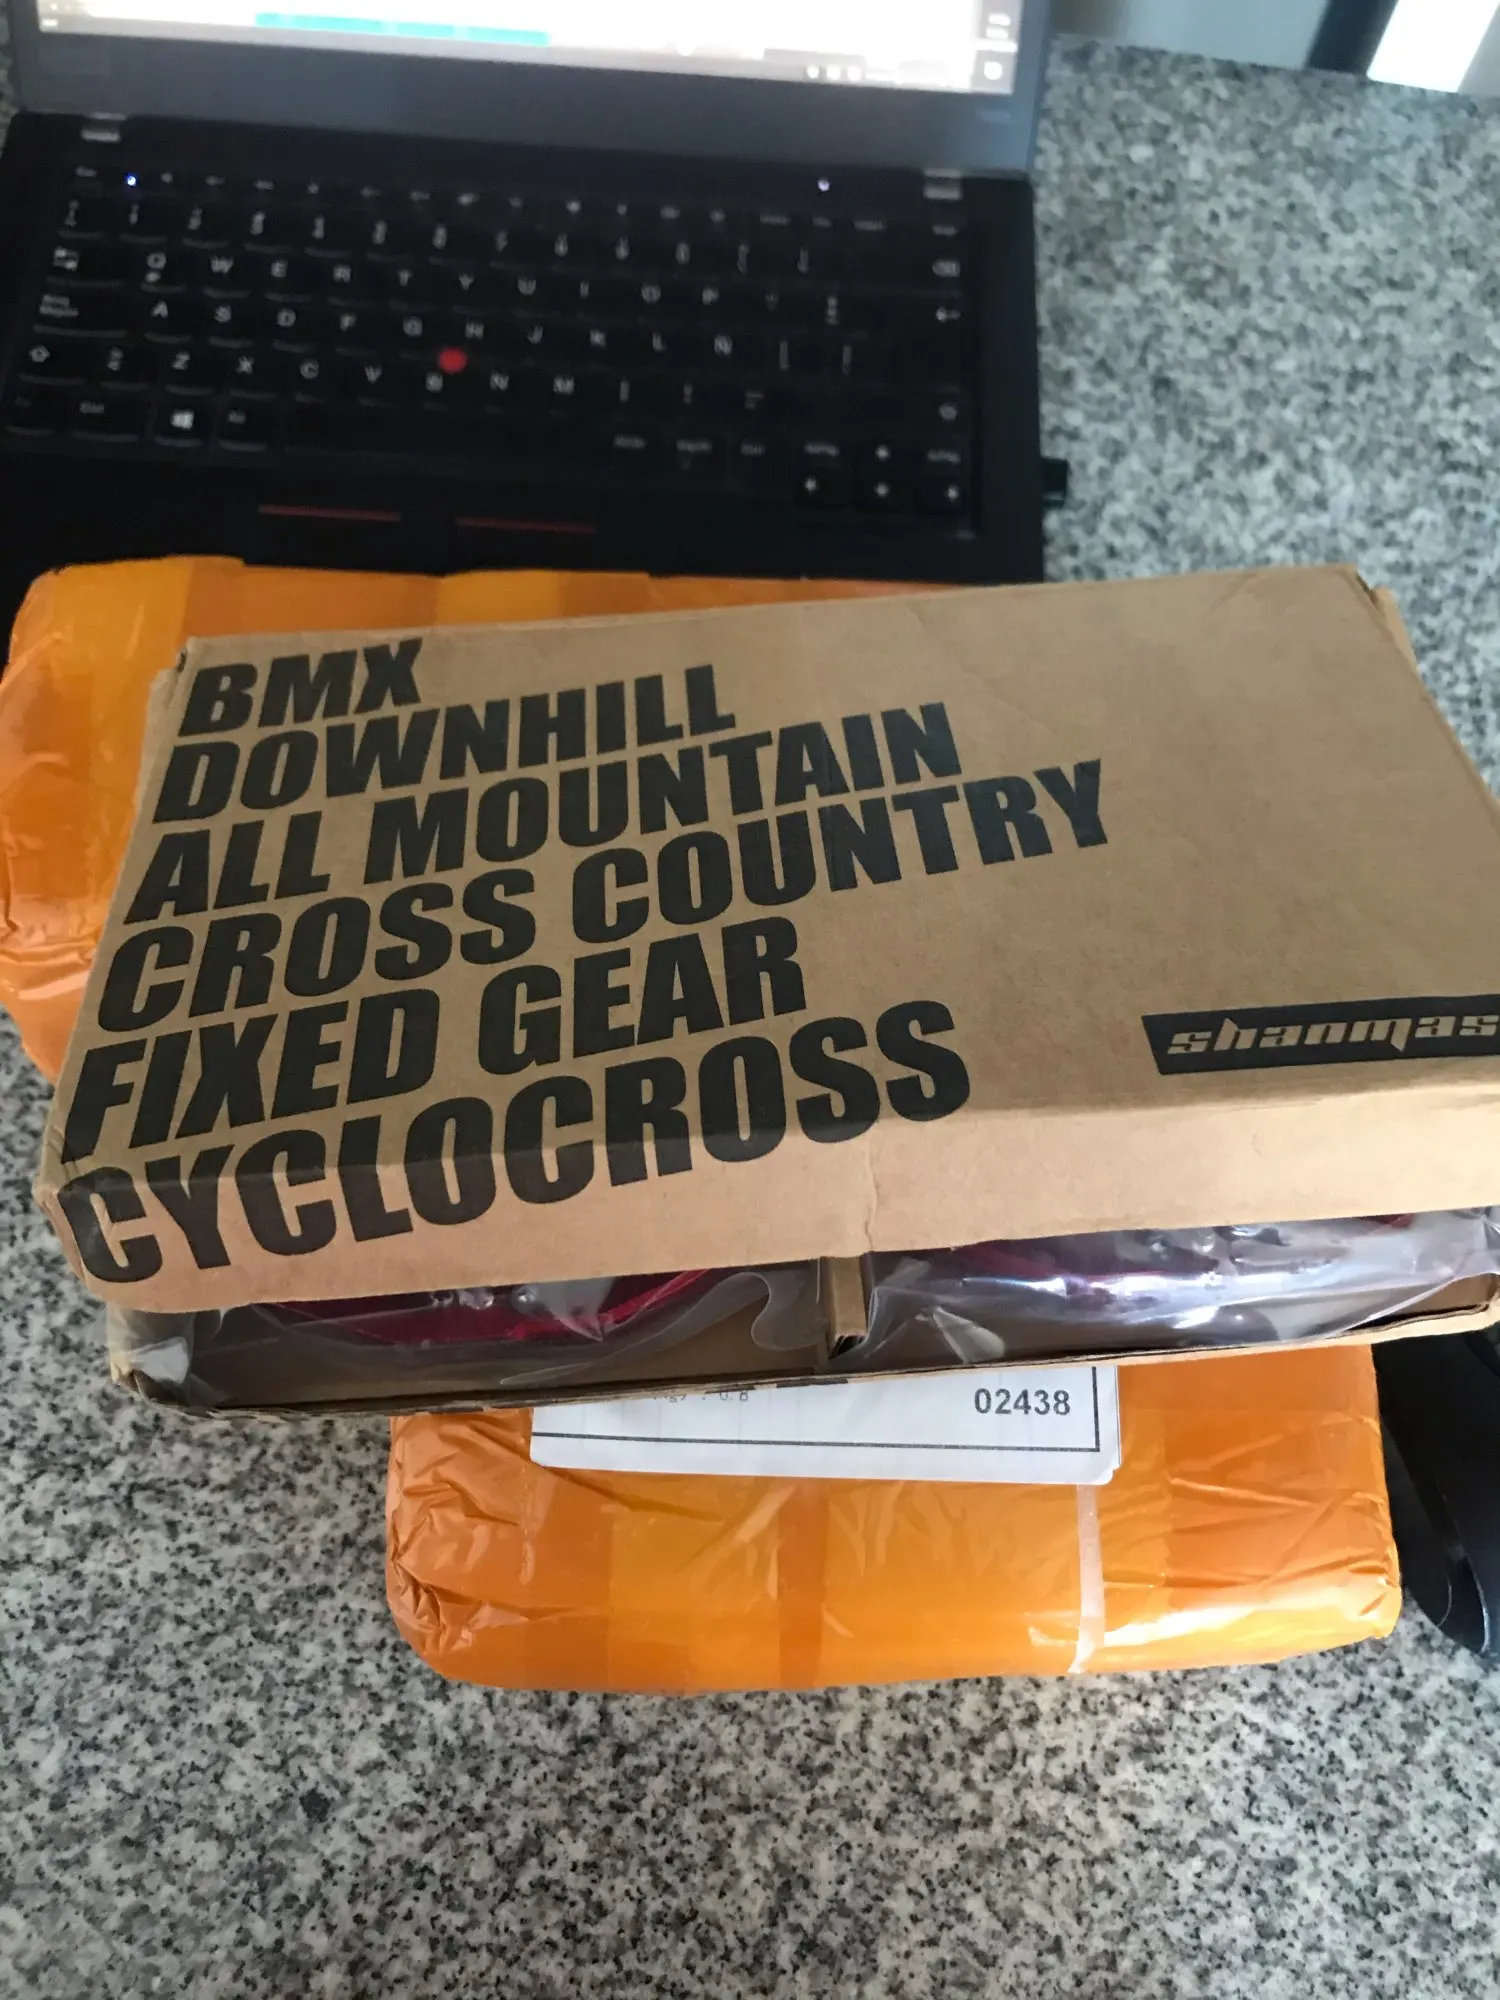 Q W E R T Y U I O P
A S D F G H J K L Ñ
Z X C V B N M
BMX
DOWNHILL
ALL MOUNTAIN
CROSS COUNTRY
FIXED GEAR
CYCLOCROSS
shanmas
02438